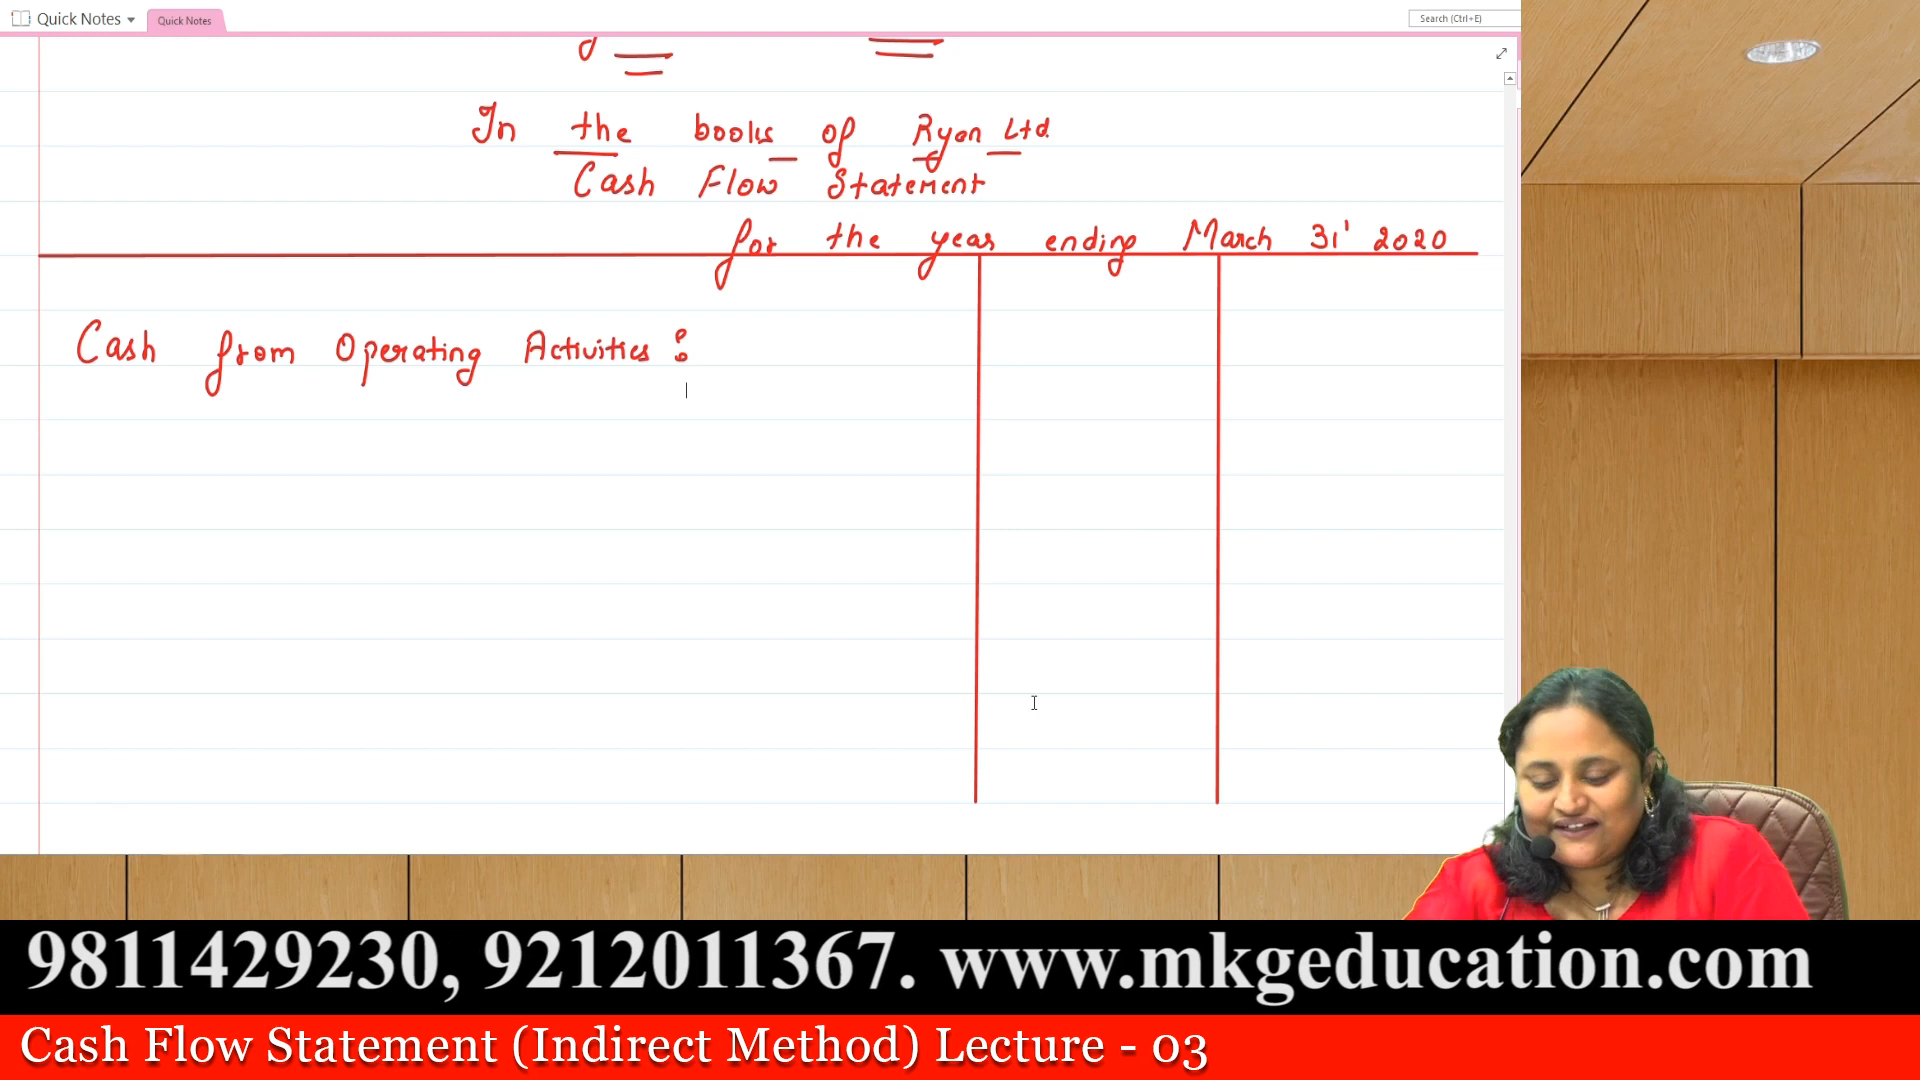 Quick Notes
Quick Notes
Search (Ctrl+E)
In the books of Ryan Ltd.
Cash Flow Statement
for the year ending March 31' 2020
Cash from Operating Activities :
9811429230, 9212011367. www.mkgeducation.com
Cash Flow Statement (Indirect Method) Lecture - 03